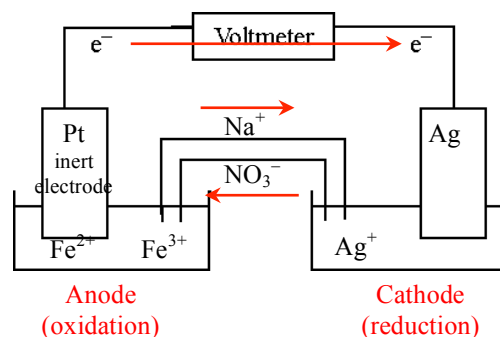 Voltmeter
e⁻ e⁻
Pt
inert
electrode
Ag
Na⁺
NO₃⁻
Fe²⁺ Fe³⁺ Ag⁺
Anode
(oxidation)
Cathode
(reduction)